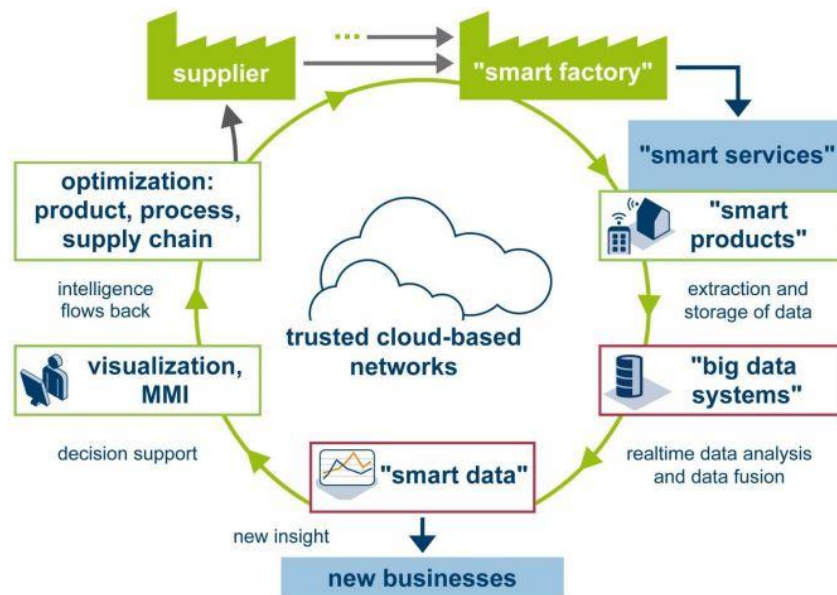 supplier
"smart factory"
"smart services"
optimization:
product, process,
supply chain
"smart
products"
intelligence
flows back
extraction and
storage of data
trusted cloud-based
networks
visualization,
MMI
"big data
systems"
decision support
realtime data analysis
and data fusion
"smart data"
new insight
new businesses